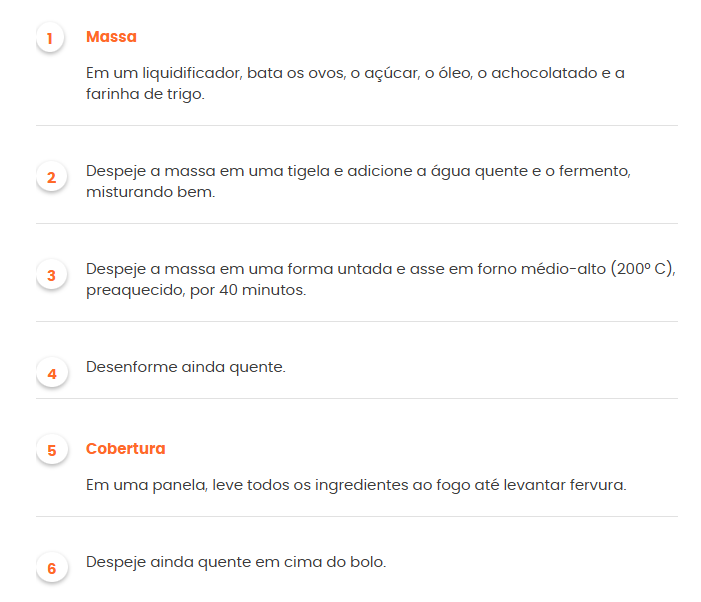 1
Massa
Em um liquidificador, bata os ovos, o açúcar, o óleo, o achocolatado e a
farinha de trigo.
2
Despeje a massa em uma tigela e adicione a água quente e o fermento,
misturando bem.
3
Despeje a massa em uma forma untada e asse em forno médio-alto (200º C),
preaquecido, por 40 minutos.
4
Desenforme ainda quente.
5
Cobertura
Em uma panela, leve todos os ingredientes ao fogo até levantar fervura.
6
Despeje ainda quente em cima do bolo.